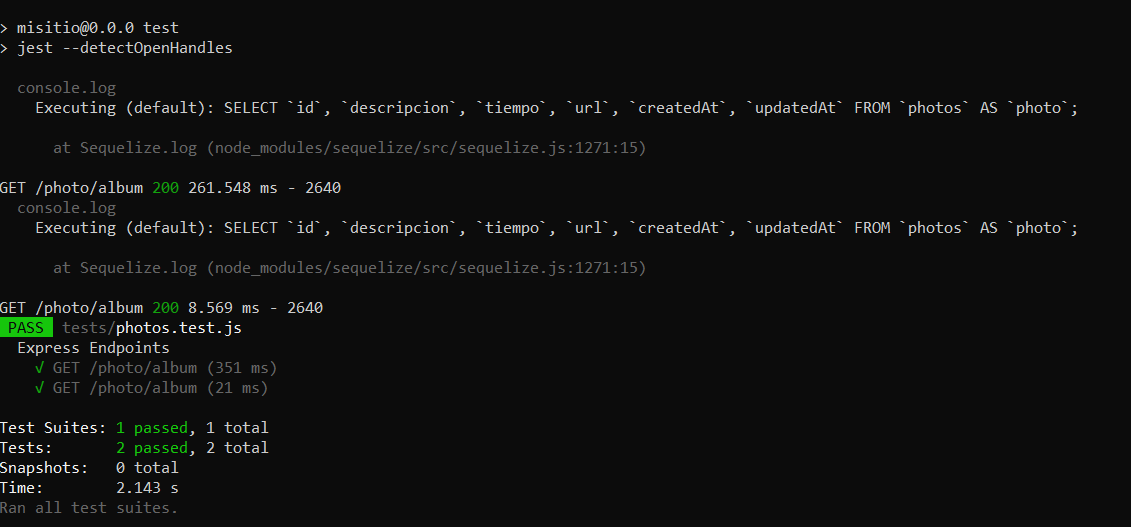 > misitio@0.0.0 test
> jest --detectOpenHandles
console.log
Executing (default): SELECT `id`, `descripcion`, `tiempo`, `url`, `createdAt`, `updatedAt` FROM `photos` AS `photo`;
at Sequelize.log (node_modules/sequelize/src/sequelize.js:1271:15)
GET /photo/album 200 261.548 ms - 2640
console.log
Executing (default): SELECT `id`, `descripcion`, `tiempo`, `url`, `createdAt`, `updatedAt` FROM `photos` AS `photo`;
at Sequelize.log (node_modules/sequelize/src/sequelize.js:1271:15)
GET /photo/album 200 8.569 ms - 2640
PASS tests/photos.test.js
Express Endpoints
√ GET /photo/album (351 ms)
√ GET /photo/album (21 ms)
Test Suites: 1 passed, 1 total
Tests: 2 passed, 2 total
Snapshots: 0 total
Time: 2.143 s
Ran all test suites.